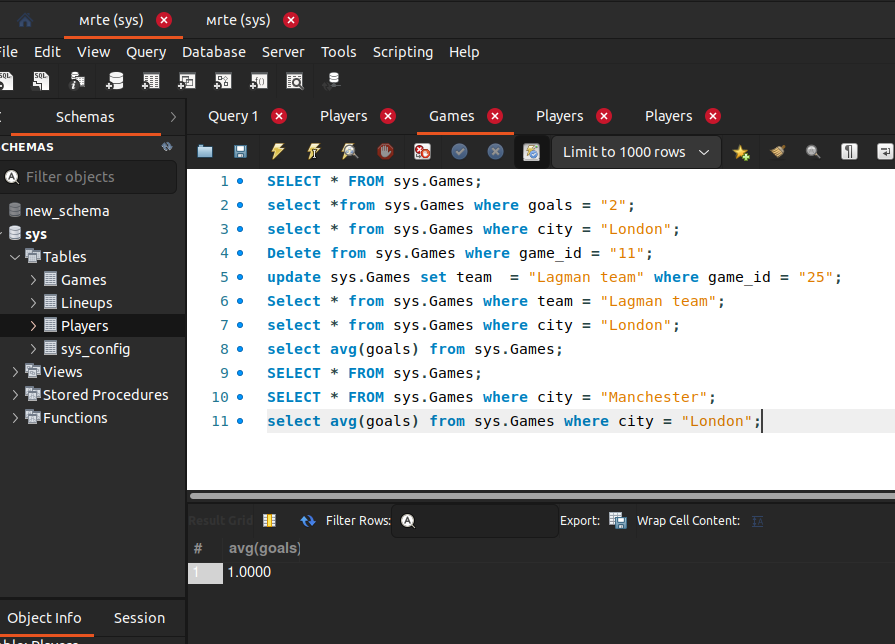 мrte (sys) мrte (sys)
File Edit View Query Database Server Tools Scripting Help
Schemas
Query 1 Players Games Players Players
SCHEMAS
Limit to 1000 rows
Filter objects
new_schema
sys
Tables
Games
Lineups
Players
sys_config
Views
Stored Procedures
Functions
1 SELECT * FROM sys.Games;
2 select *from sys.Games where goals = "2";
3 select * from sys.Games where city = "London";
4 Delete from sys.Games where game_id = "11";
5 update sys.Games set team  = "Lagman team" where game_id = "25";
6 Select * from sys.Games where team = "Lagman team";
7 select * from sys.Games where city = "London";
8 select avg(goals) from sys.Games;
9 SELECT * FROM sys.Games;
10 SELECT * FROM sys.Games where city = "Manchester";
11 select avg(goals) from sys.Games where city = "London";
Result Grid Filter Rows: Export: Wrap Cell Content:
# avg(goals)
1 1.0000
Object Info Session